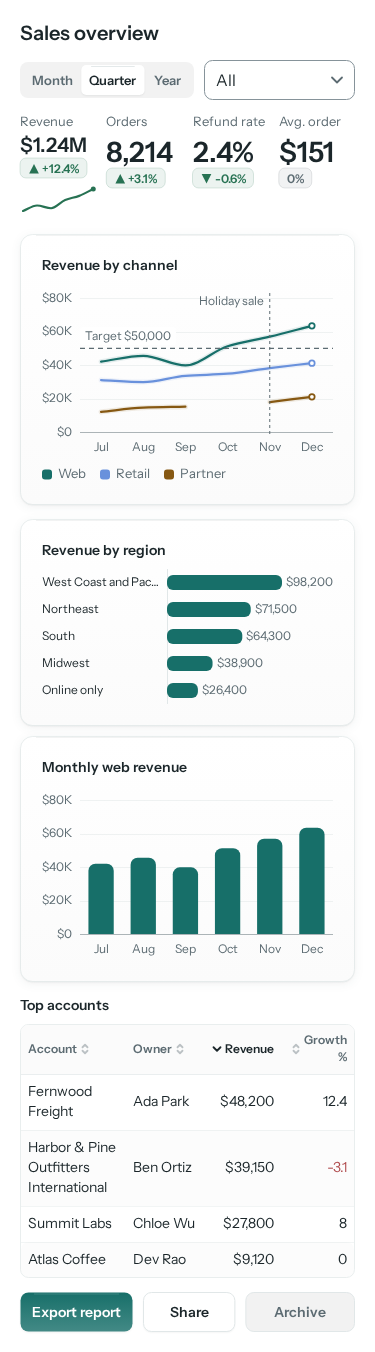 Sales overview
Month Quarter Year All
Revenue Orders Refund rate Avg. order
$1.24M 8,214 2.4% $151
▲ +12.4% ▲ +3.1% ▼ -0.6% 0%
Revenue by channel
$80K
Holiday sale
$60K
Target $50,000
$40K
$20K
$0
Jul Aug Sep Oct Nov Dec
Web Retail Partner
Revenue by region
West Coast and Pac… $98,200
Northeast $71,500
South $64,300
Midwest $38,900
Online only $26,400
Monthly web revenue
$80K
$60K
$40K
$20K
$0
Jul Aug Sep Oct Nov Dec
Top accounts
Account Owner Revenue Growth
%
Fernwood
Freight Ada Park $48,200 12.4
Harbor & Pine
Outfitters Ben Ortiz $39,150 -3.1
International
Summit Labs Chloe Wu $27,800 8
Atlas Coffee Dev Rao $9,120 0
Export report Share Archive